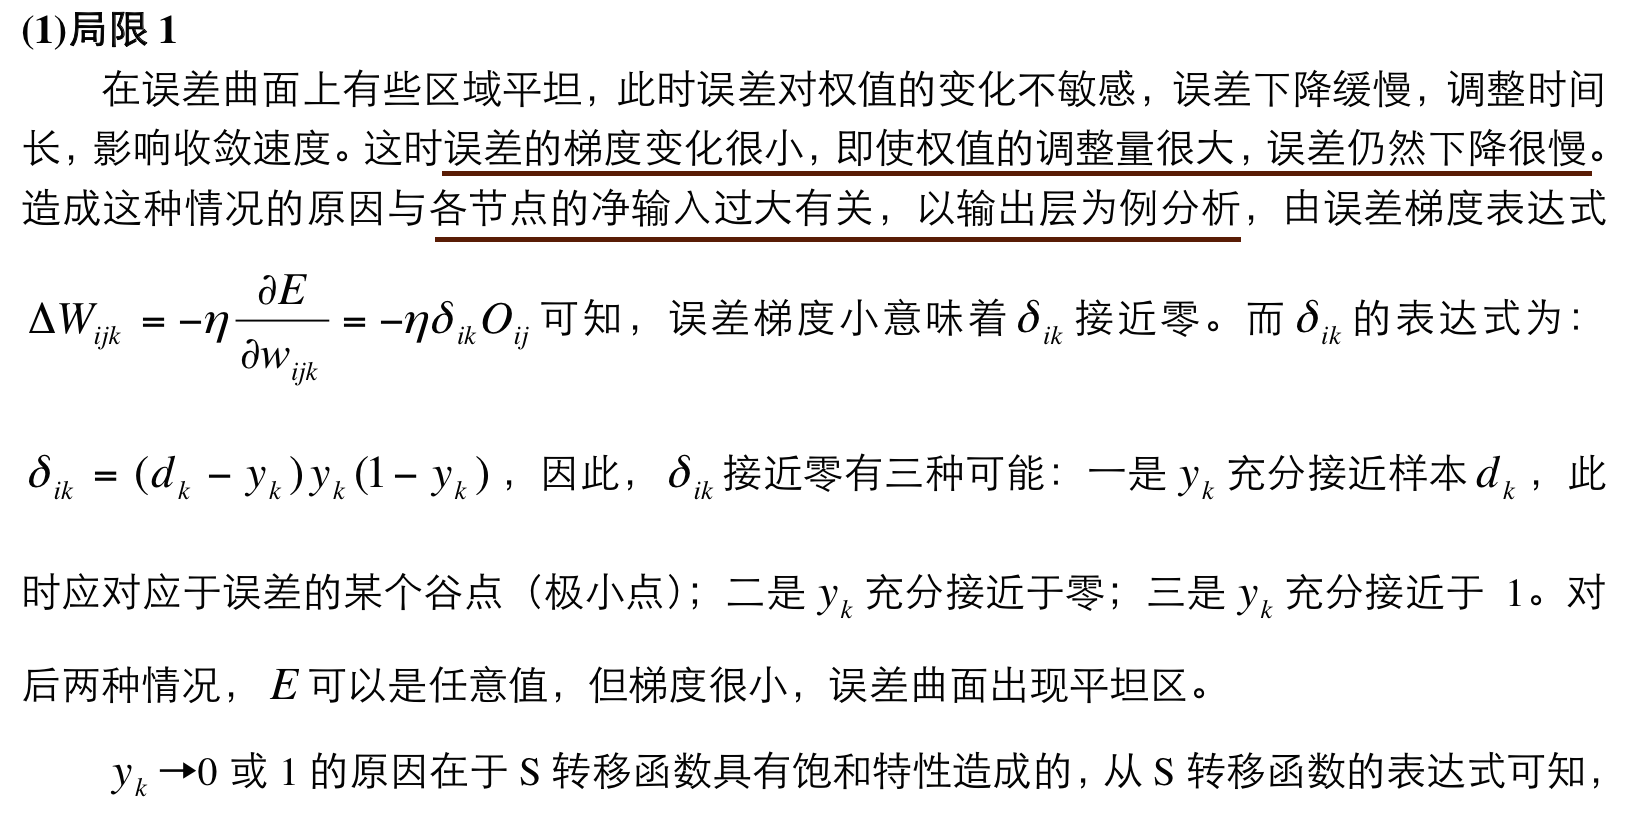 (1)局限 1
在误差曲面上有些区域平坦，此时误差对权值的变化不敏感，误差下降缓慢，调整时间
长，影响收敛速度。这时误差的梯度变化很小，即使权值的调整量很大，误差仍然下降很慢。
造成这种情况的原因与各节点的净输入过大有关，以输出层为例分析，由误差梯度表达式
ΔW_{ijk} = −η ∂E/∂w_{ijk} = −ηδ_{ik}O_{ij} 可知，误差梯度小意味着 δ_{ik} 接近零。而 δ_{ik} 的表达式为：
δ_{ik} = (d_k − y_k)y_k(1 − y_k)，因此，δ_{ik} 接近零有三种可能：一是 y_k 充分接近样本 d_k，此
时应对应于误差的某个谷点（极小点）；二是 y_k 充分接近于零；三是 y_k 充分接近于 1。对
后两种情况，E 可以是任意值，但梯度很小，误差曲面出现平坦区。
y_k →0 或 1 的原因在于 S 转移函数具有饱和特性造成的，从 S 转移函数的表达式可知，